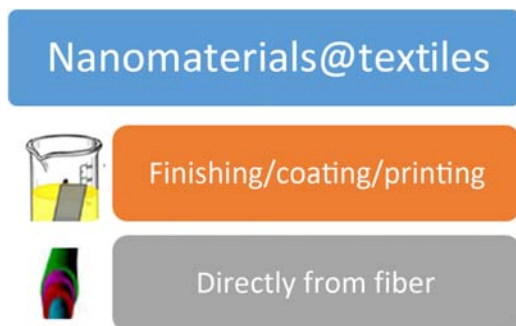 Nanomaterials@textiles
Finishing/coating/printing
Directly from fiber